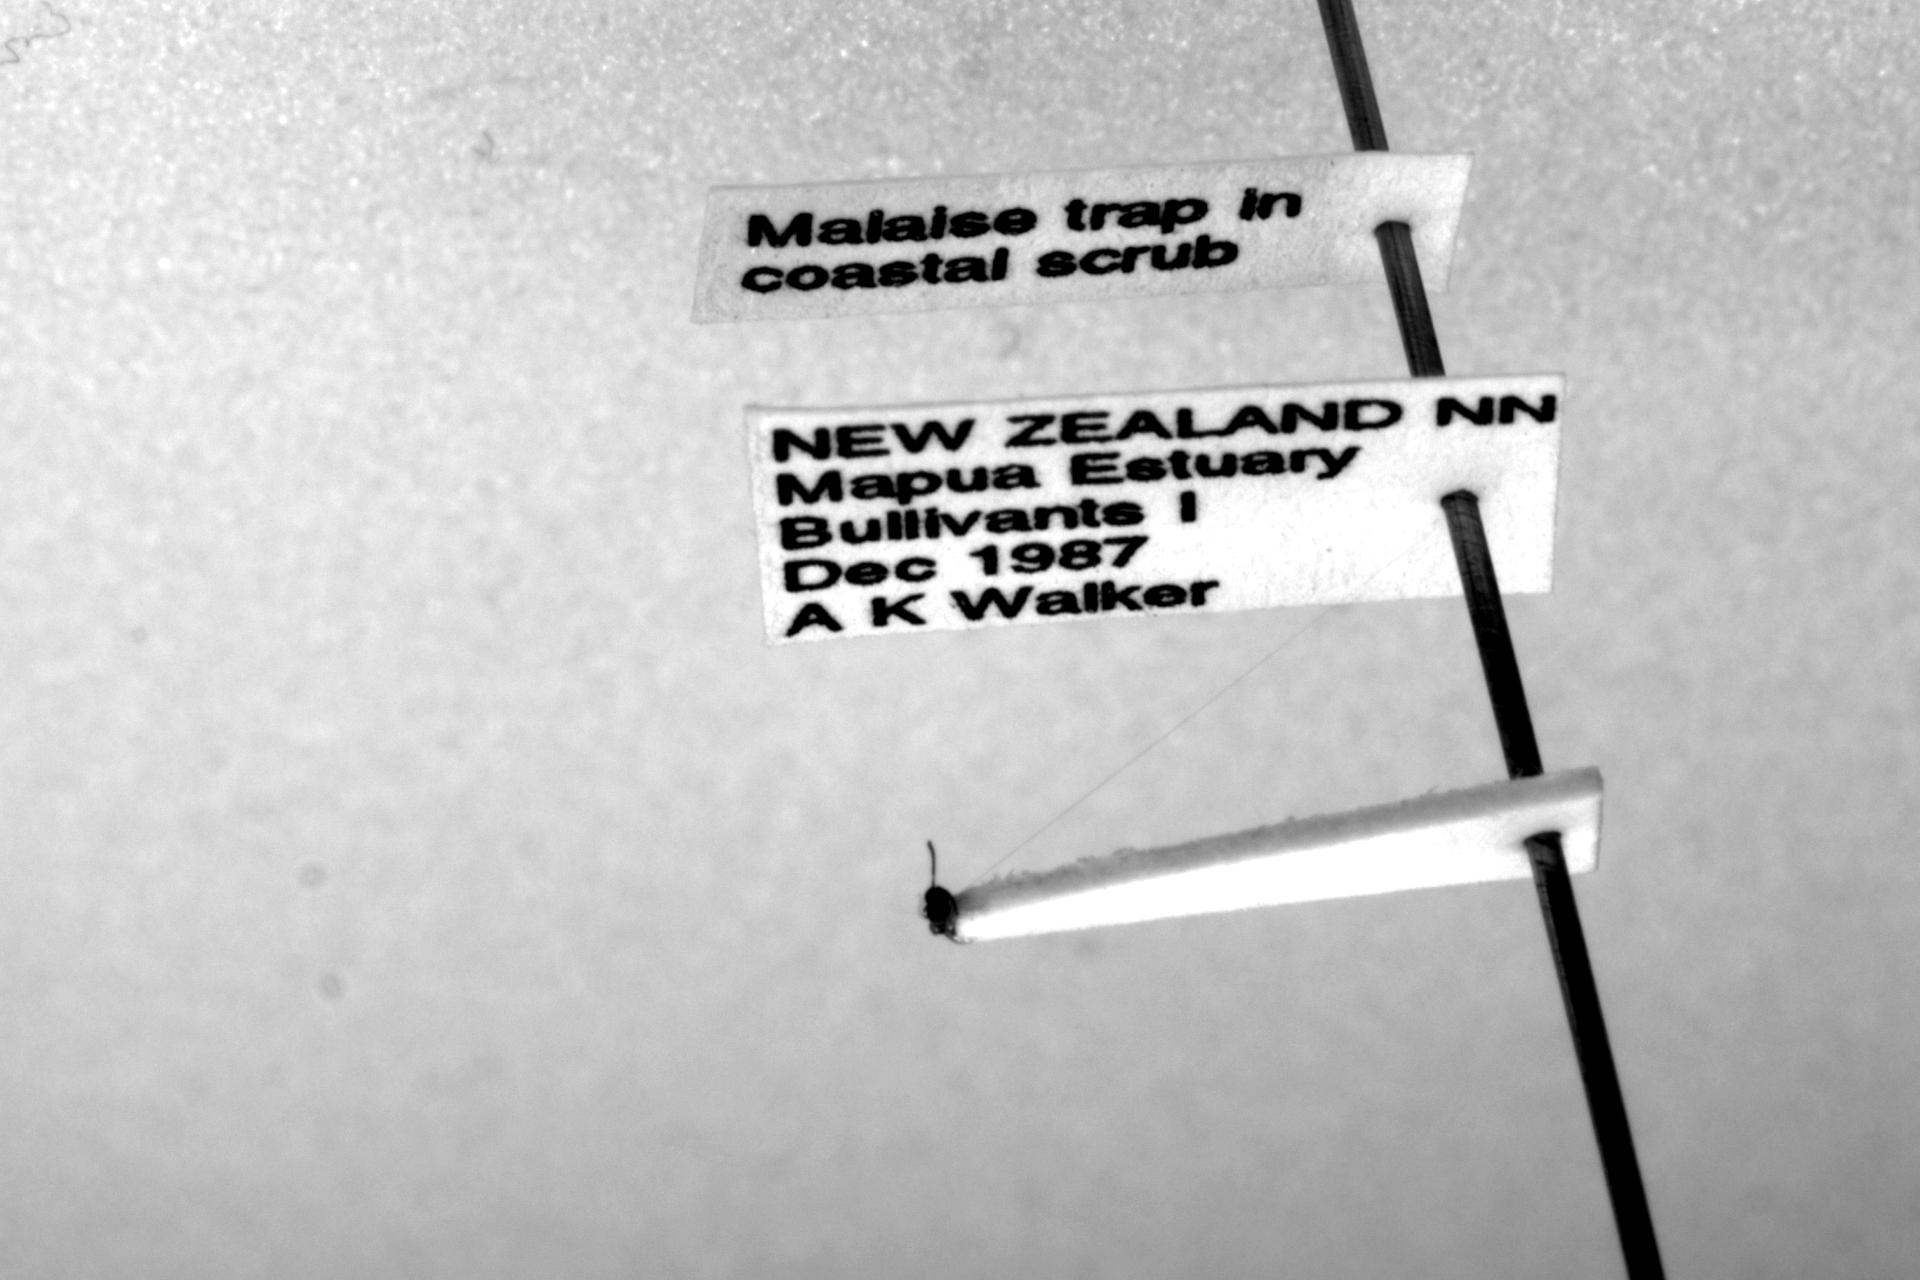 Malaise trap in
coastal scrub
NEW ZEALAND NN
Mapua Estuary
Bullivants I
Dec 1987
A K Walker